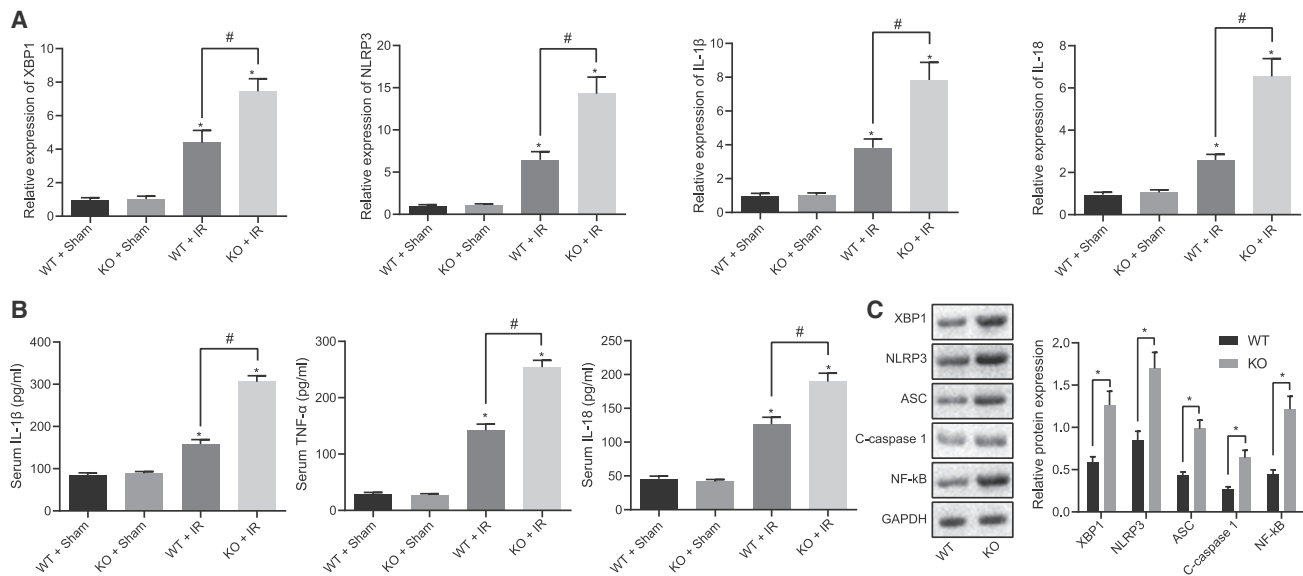 A
Relative expression of XBP1
10
8
6
4
2
0
*
*
#
WT + Sham
KO + Sham
WT + IR
KO + IR
Relative expression of NLRP3
20
15
10
5
0
*
*
#
WT + Sham
KO + Sham
WT + IR
KO + IR
Relative expression of IL-1β
10
8
6
4
2
0
*
*
#
WT + Sham
KO + Sham
WT + IR
KO + IR
Relative expression of IL-18
8
6
4
2
0
*
*
#
WT + Sham
KO + Sham
WT + IR
KO + IR
B
Serum IL-1β (pg/ml)
400
300
200
100
0
*
*
#
WT + Sham
KO + Sham
WT + IR
KO + IR
Serum TNF-α (pg/ml)
300
200
100
0
*
*
#
WT + Sham
KO + Sham
WT + IR
KO + IR
Serum IL-18 (pg/ml)
250
200
150
100
50
0
*
*
#
WT + Sham
KO + Sham
WT + IR
KO + IR
C
XBP1
NLRP3
ASC
C-caspase 1
NF-kB
GAPDH
WT KO
Relative protein expression
2.0
1.5
1.0
0.5
0.0
*
*
*
*
*
WT
KO
XBP1
NLRP3
ASC
C-caspase 1
NF-kB